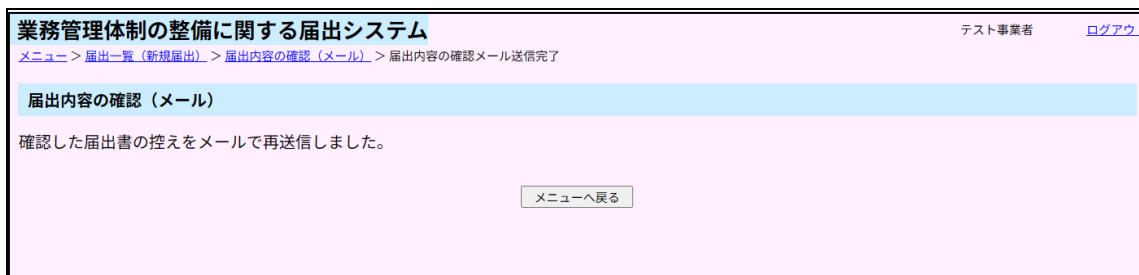 業務管理体制の整備に関する届出システム
テスト事業者 ログアウ
メニュー > 届出一覧（新規届出） > 届出内容の確認（メール） > 届出内容の確認メール送信完了
届出内容の確認（メール）
確認した届出書の控えをメールで再送信しました。
メニューへ戻る